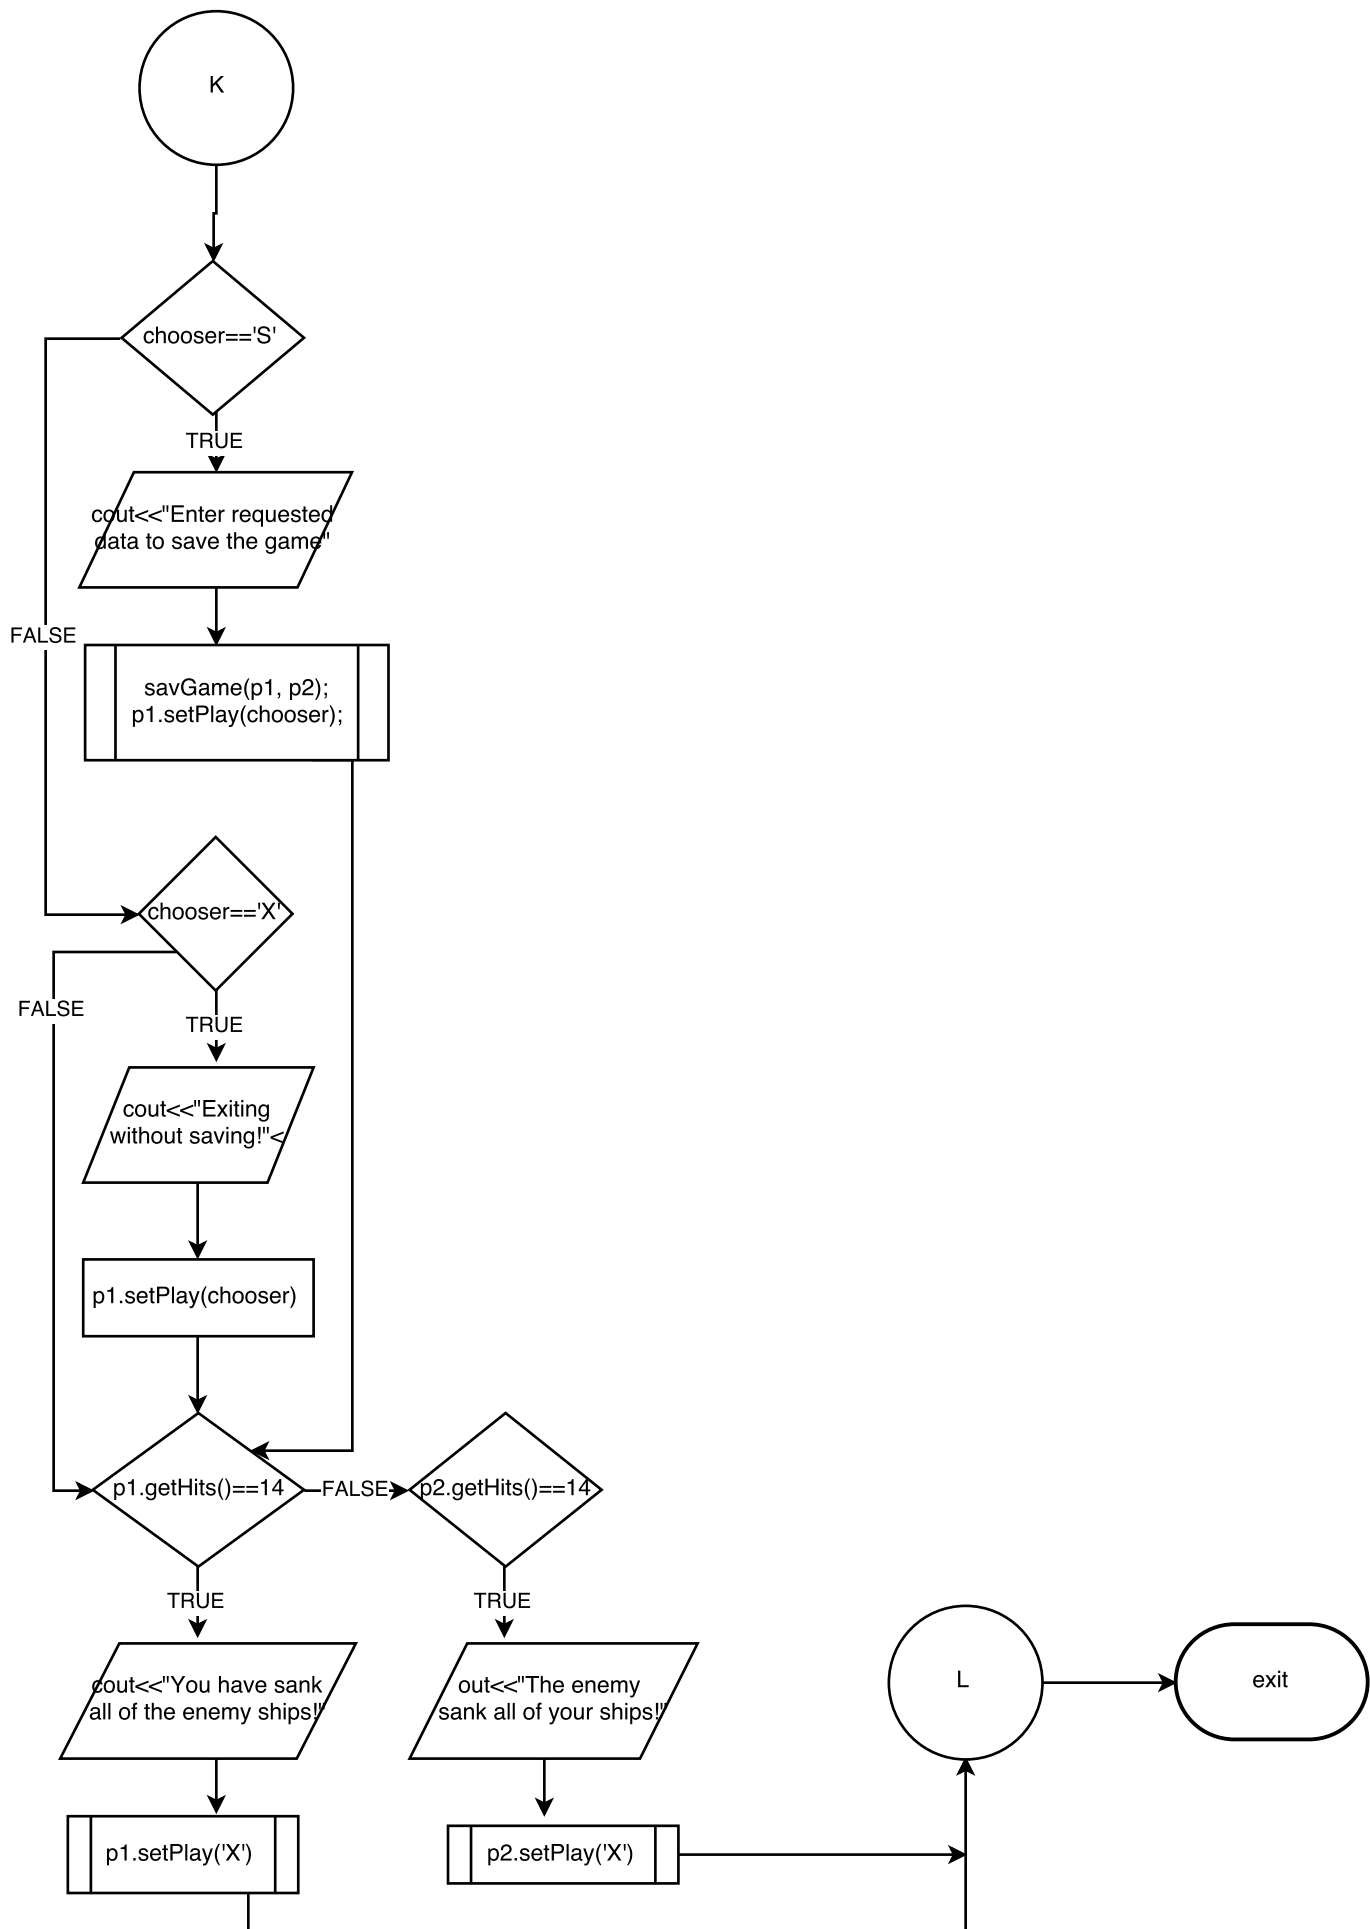 K
chooser=='S'
TRUE
cout<<"Enter requested
data to save the game"
FALSE
savGame(p1, p2);
p1.setPlay(chooser);
chooser=='X'
FALSE
TRUE
cout<<"Exiting
without saving!"<
p1.setPlay(chooser)
p1.getHits()==14
FALSE
p2.getHits()==14
TRUE
TRUE
cout<<"You have sank
all of the enemy ships!"
out<<"The enemy
sank all of your ships!"
L
exit
p1.setPlay('X')
p2.setPlay('X')